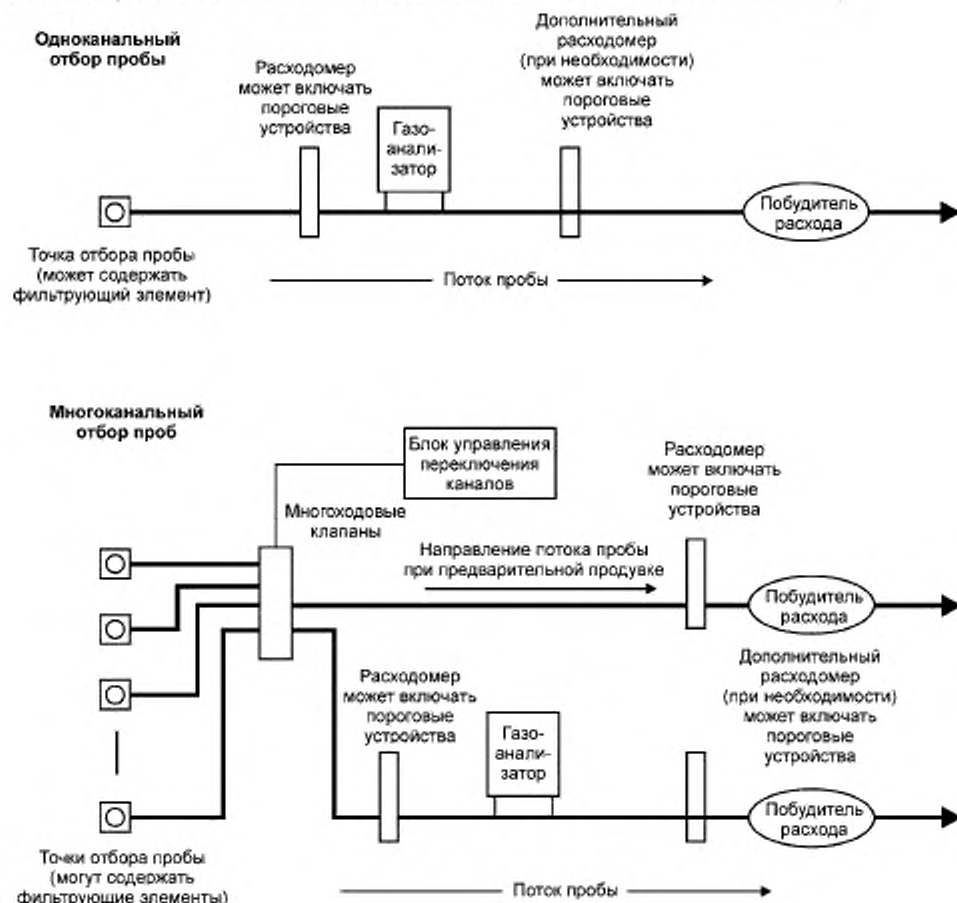 Одноканальный
отбор пробы
Расходомер
может включать
пороговые
устройства
Газо-
анали-
затор
Дополнительный
расходомер
(при необходимости)
может включать
пороговые
устройства
Побудитель
расхода
Точка отбора пробы
(может содержать
фильтрующий элемент)
Поток пробы
Многоканальный
отбор проб
Блок управления
переключения
каналов
Многоходовые
клапаны
Расходомер
может включать
пороговые
устройства
Направление потока пробы
при предварительной продувке
Побудитель
расхода
Расходомер
может включать
пороговые
устройства
Газо-
анали-
затор
Дополнительный
расходомер
(при необходимости)
может включать
пороговые
устройства
Побудитель
расхода
Точки отбора пробы
(могут содержать
фильтрующие элементы)
Поток пробы